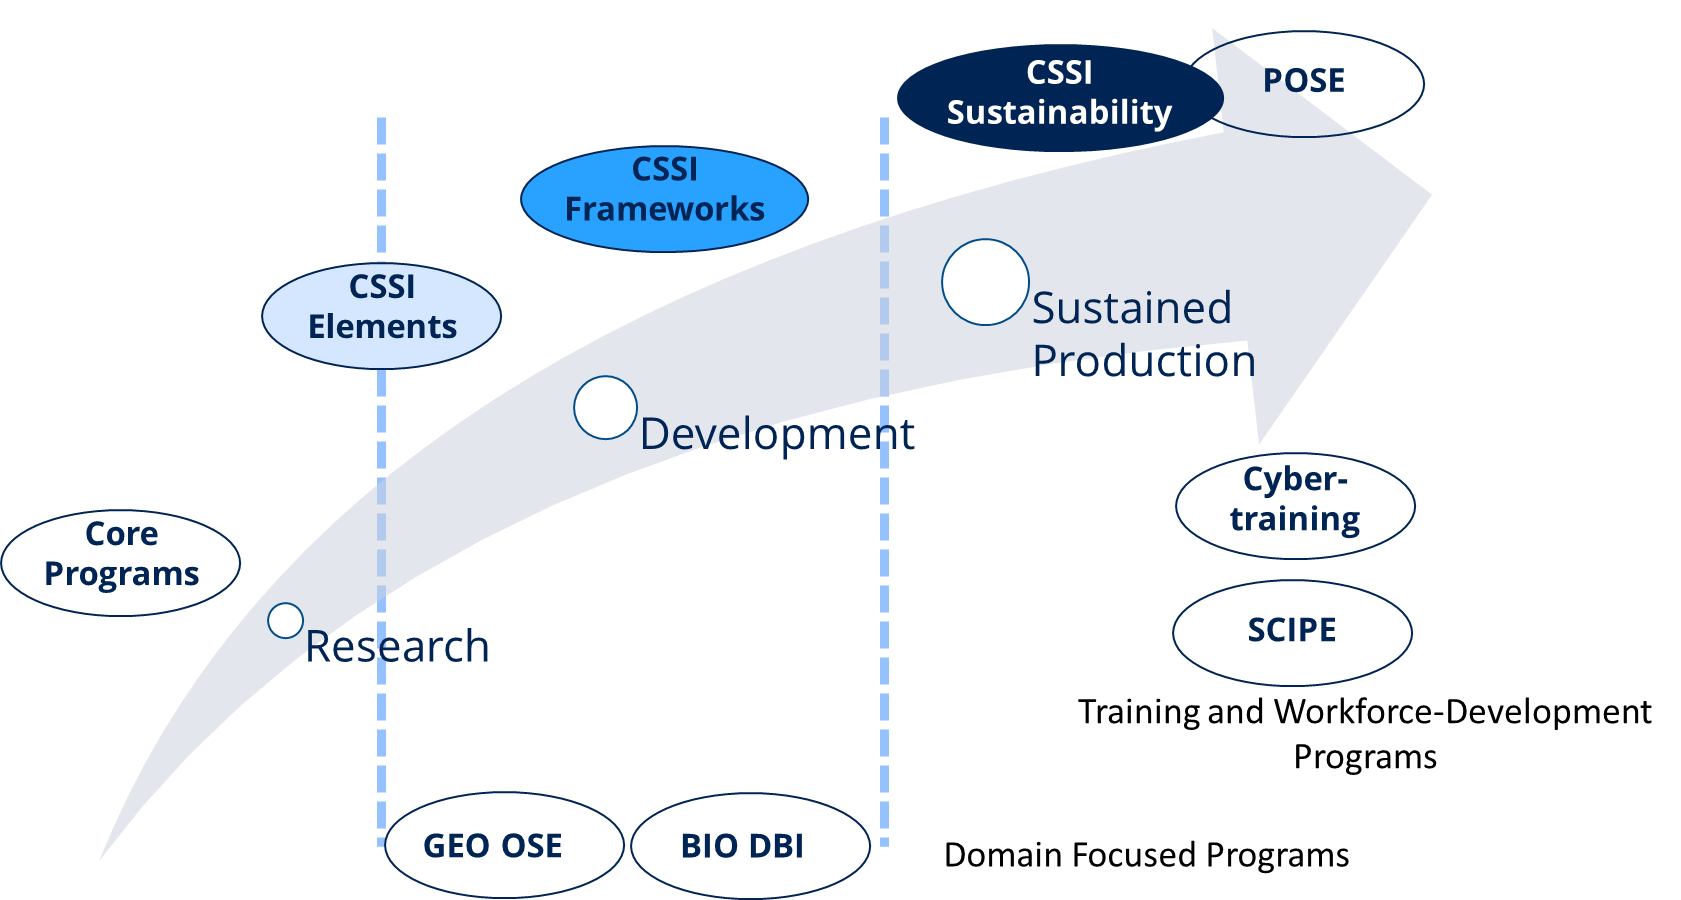 CSSI
Sustainability
POSE
CSSI
Frameworks
CSSI
Elements
Sustained
Production
Development
Cyber-
training
Core
Programs
SCIPE
Research
Training and Workforce-Development
Programs
GEO OSE
BIO DBI
Domain Focused Programs